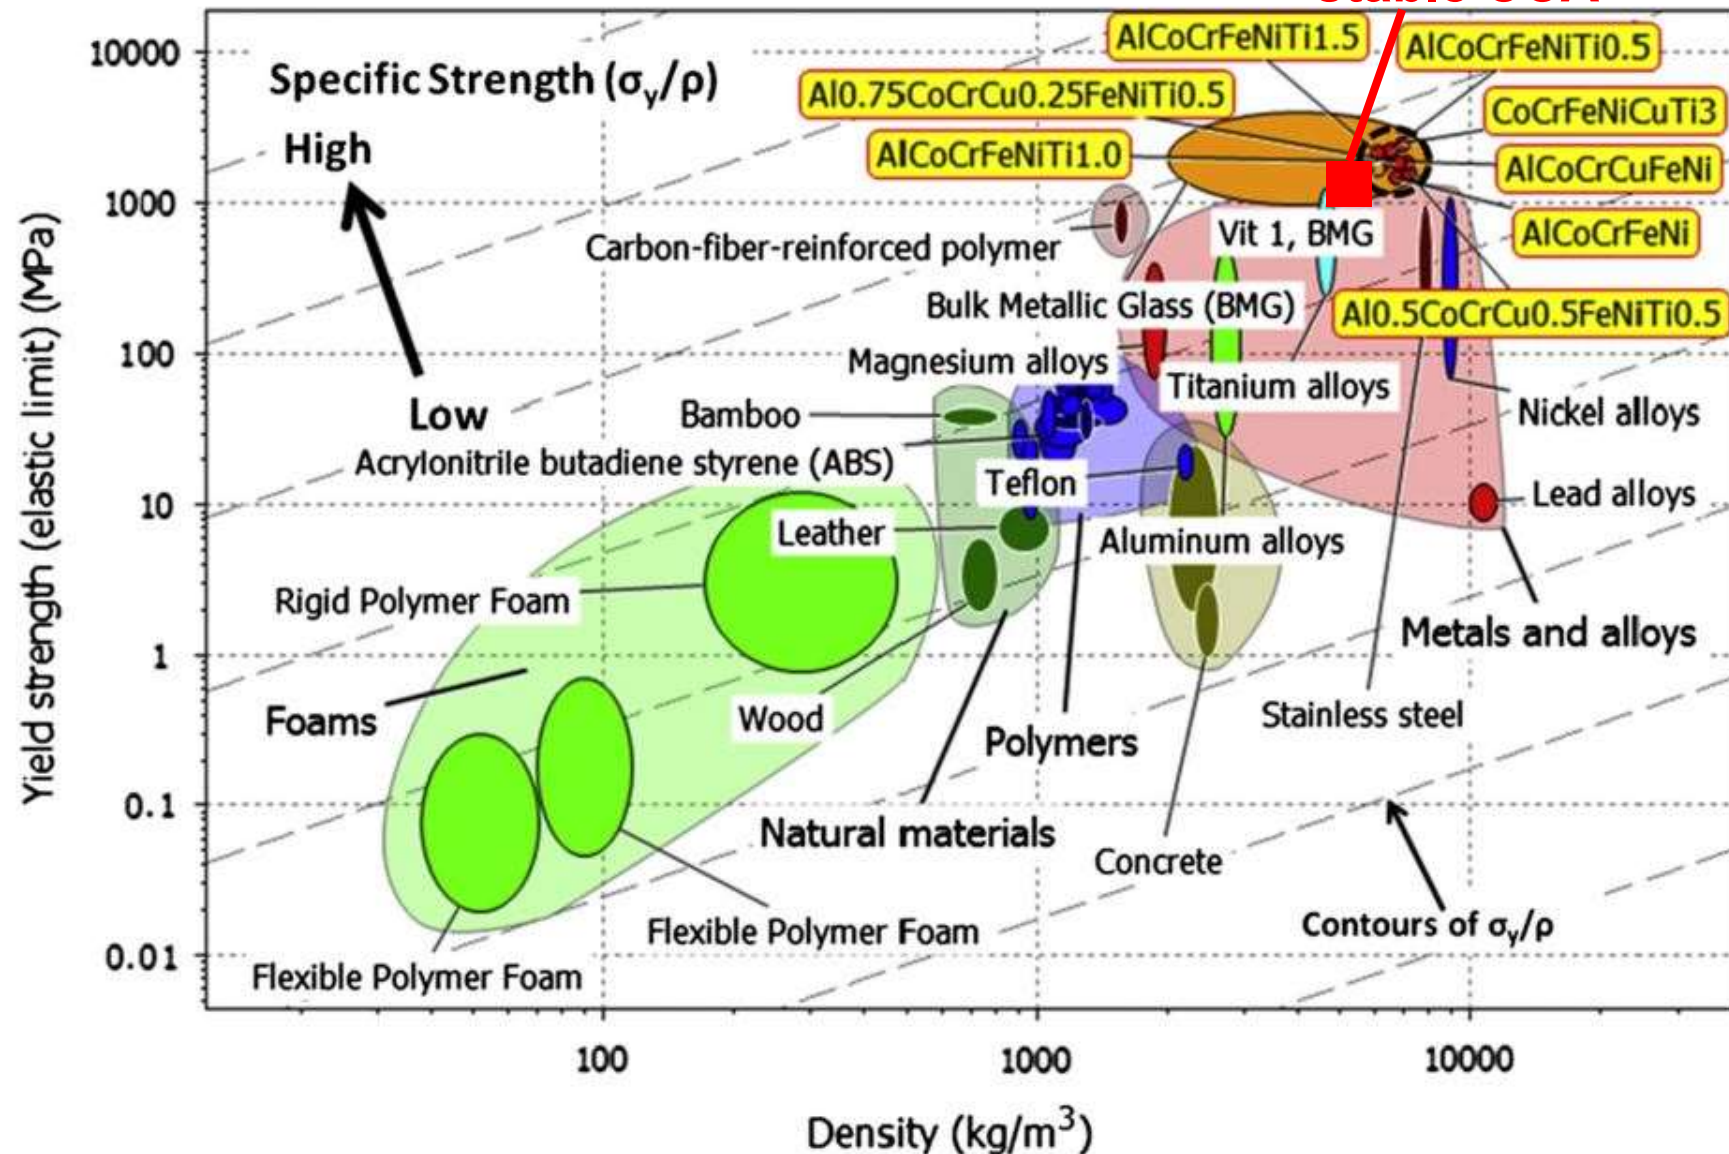 10000
1000
100
10
1
0.1
0.01
Yield strength (elastic limit) (MPa)
Specific Strength (σy/ρ)
High
Low
AlCoCrFeNiTi1.5
AlCoCrFeNiTi0.5
Al0.75CoCrCu0.25FeNiTi0.5
CoCrFeNiCuTi3
AlCoCrFeNiTi1.0
AlCoCrCuFeNi
AlCoCrFeNi
Carbon-fiber-reinforced polymer
Vit 1, BMG
Bulk Metallic Glass (BMG)
Al0.5CoCrCu0.5FeNiTi0.5
Magnesium alloys
Titanium alloys
Bamboo
Nickel alloys
Acrylonitrile butadiene styrene (ABS)
Teflon
Lead alloys
Leather
Aluminum alloys
Rigid Polymer Foam
Metals and alloys
Foams
Wood
Polymers
Stainless steel
Natural materials
Concrete
Flexible Polymer Foam
Contours of σy/ρ
Flexible Polymer Foam
100
1000
10000
Density (kg/m³)